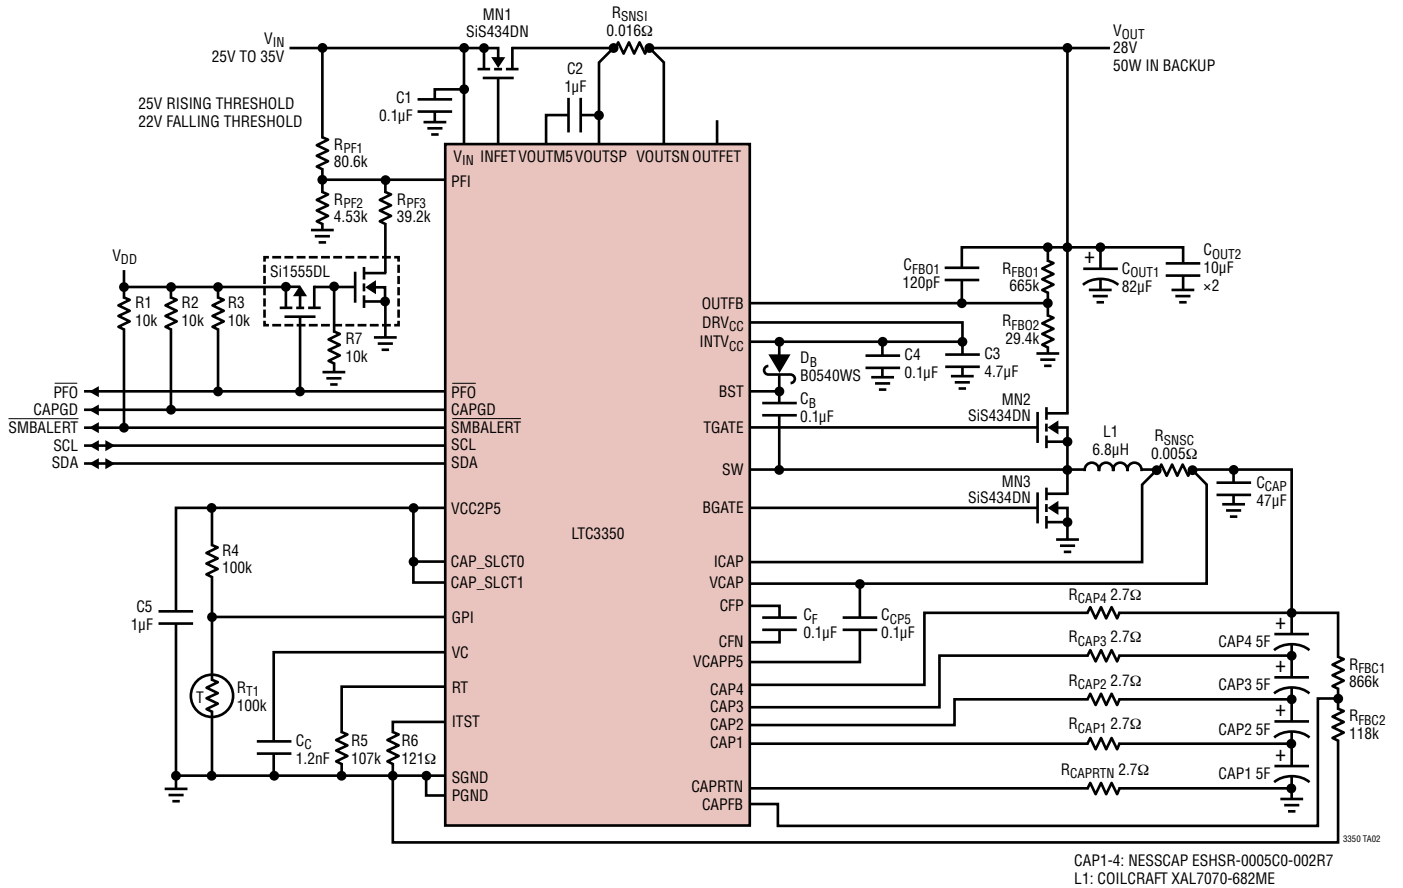 MN1
SiS434DN
RSNSI
0.016Ω
VIN
25V TO 35V
VOUT
28V
50W IN BACKUP
C2
1µF
C1
0.1µF
25V RISING THRESHOLD
22V FALLING THRESHOLD
RPF1
80.6k
VIN INFET VOUTM5 VOUTSP VOUTSN OUTFET
PFI
RPF2
4.53k
RPF3
39.2k
VDD
Si1555DL
R1
10k
R2
10k
R3
10k
R7
10k
CFBO1
120pF
RFBO1
665k
COUT1
82µF
COUT2
10µF
×2
OUTFB
DRVCC
INTVCC
RFBO2
29.4k
DB
B0540WS
C4
0.1µF
C3
4.7µF
BST
CB
0.1µF
PFO
PFO
CAPGD
CAPGD
SMBALERT
SMBALERT
SCL
SCL
SDA
SDA
TGATE
MN2
SiS434DN
SW
L1
6.8µH
RSNSC
0.005Ω
MN3
SiS434DN
CCAP
47µF
BGATE
VCC2P5
LTC3350
R4
100k
CAP_SLCT0
CAP_SLCT1
ICAP
VCAP
CFP
CF
0.1µF
CCP5
0.1µF
CFN
VCAPP5
C5
1µF
GPI
VC
RT
T
RT1
100k
ITST
CC
1.2nF
R5
107k
R6
121Ω
SGND
PGND
RCAP4 2.7Ω
RCAP3 2.7Ω
RCAP2 2.7Ω
RCAP1 2.7Ω
RCAPRTN 2.7Ω
CAP4 5F
CAP3 5F
CAP2 5F
CAP1 5F
RFBC1
866k
RFBC2
118k
CAP4
CAP3
CAP2
CAP1
CAPRTN
CAPFB
3350 TA02
CAP1-4: NESSCAP ESHSR-0005C0-002R7
L1: COILCRAFT XAL7070-682ME